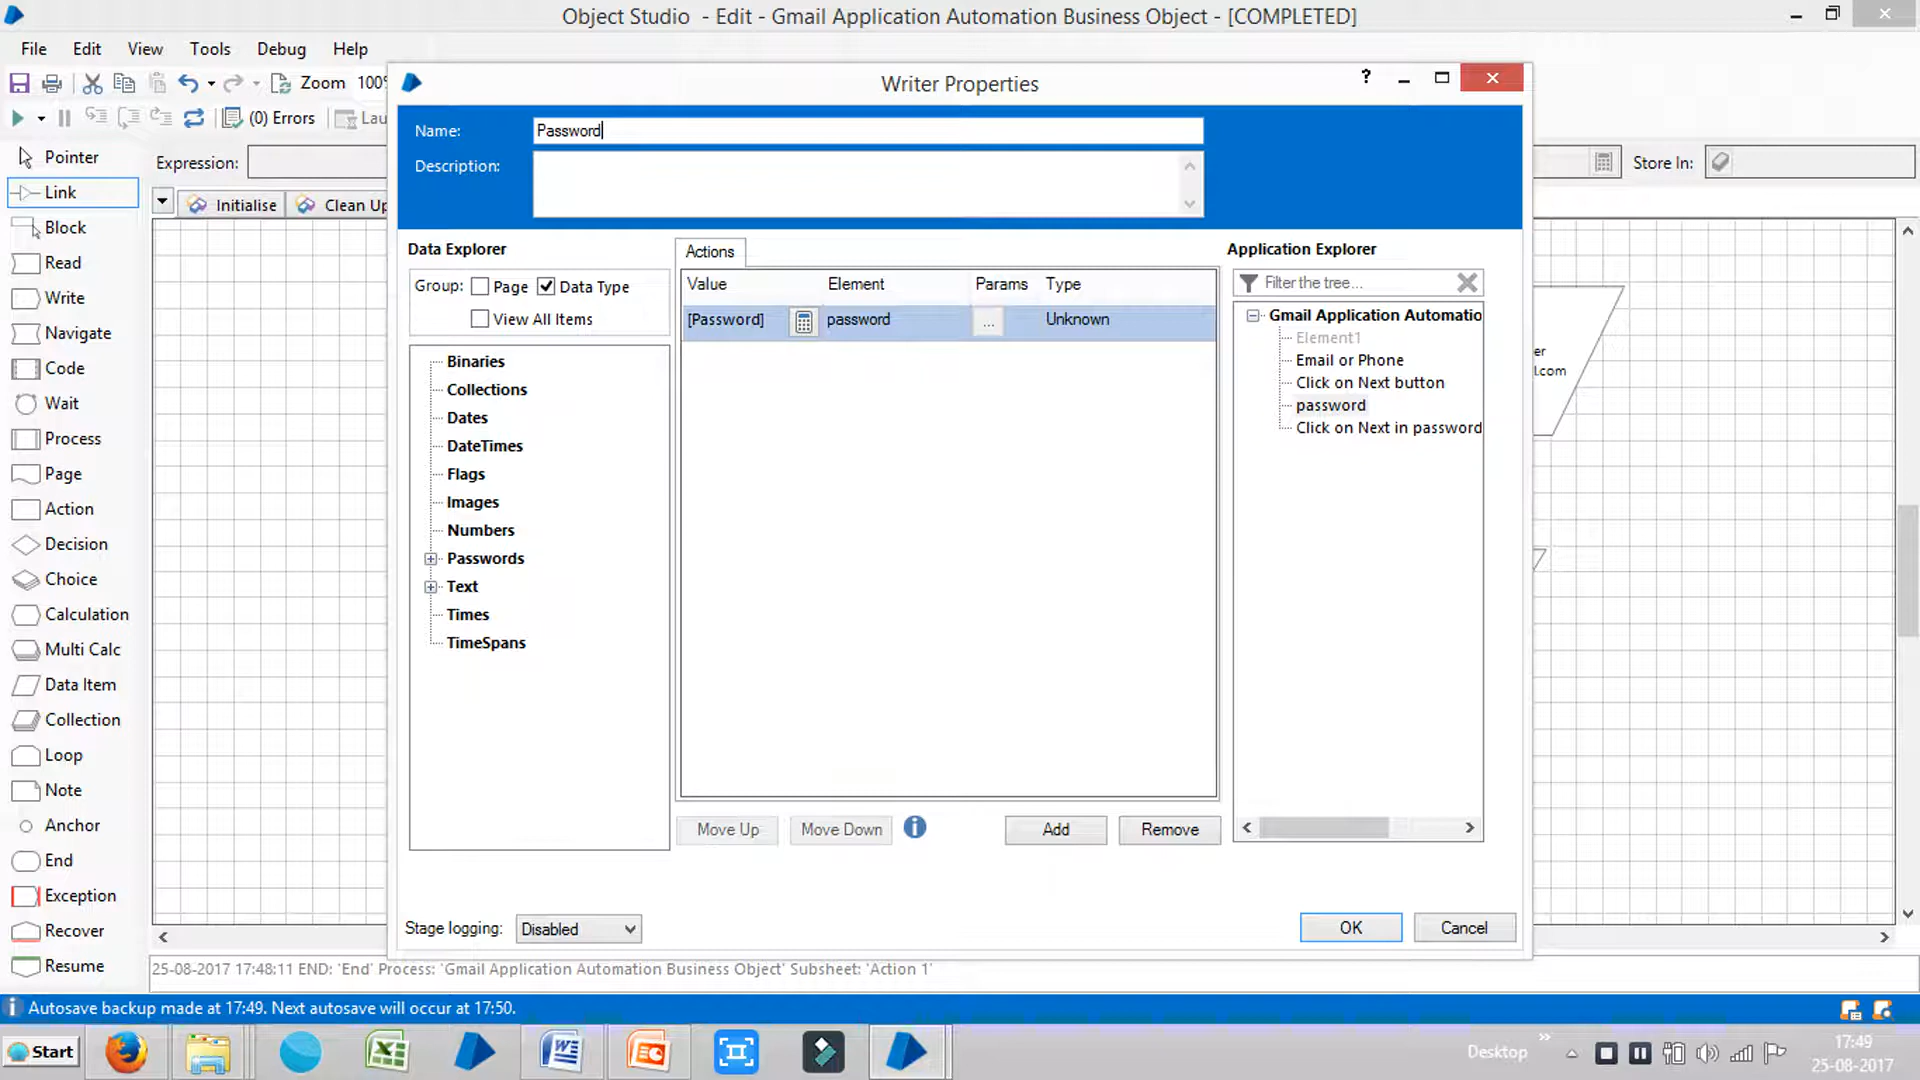 Object Studio - Edit - Gmail Application Automation Business Object - [COMPLETED]
File Edit View Tools Debug Help
Zoom 100%
(0) Errors
Writer Properties
?
Name: Password
Description:
Expression:
Store In:
Initialise
Clean Up
Pointer
Link
Block
Read
Write
Navigate
Code
Wait
Process
Page
Action
Decision
Choice
Calculation
Multi Calc
Data Item
Collection
Loop
Note
Anchor
End
Exception
Recover
Resume
Data Explorer
Group: Page Data Type
View All Items
Binaries
Collections
Dates
DateTimes
Flags
Images
Numbers
Passwords
Text
Times
TimeSpans
Actions
Value Element Params Type
[Password] password ... Unknown
Move Up Move Down Add Remove
Application Explorer
Filter the tree...
Gmail Application Automatio
Element1
Email or Phone
Click on Next button
password
Click on Next in password
er
l.com
Stage logging: Disabled
OK Cancel
25-08-2017 17:48:11 END: 'End' Process: 'Gmail Application Automation Business Object' Subsheet: 'Action 1'
Autosave backup made at 17:49. Next autosave will occur at 17:50.
Start
Desktop
17:49
25-08-2017